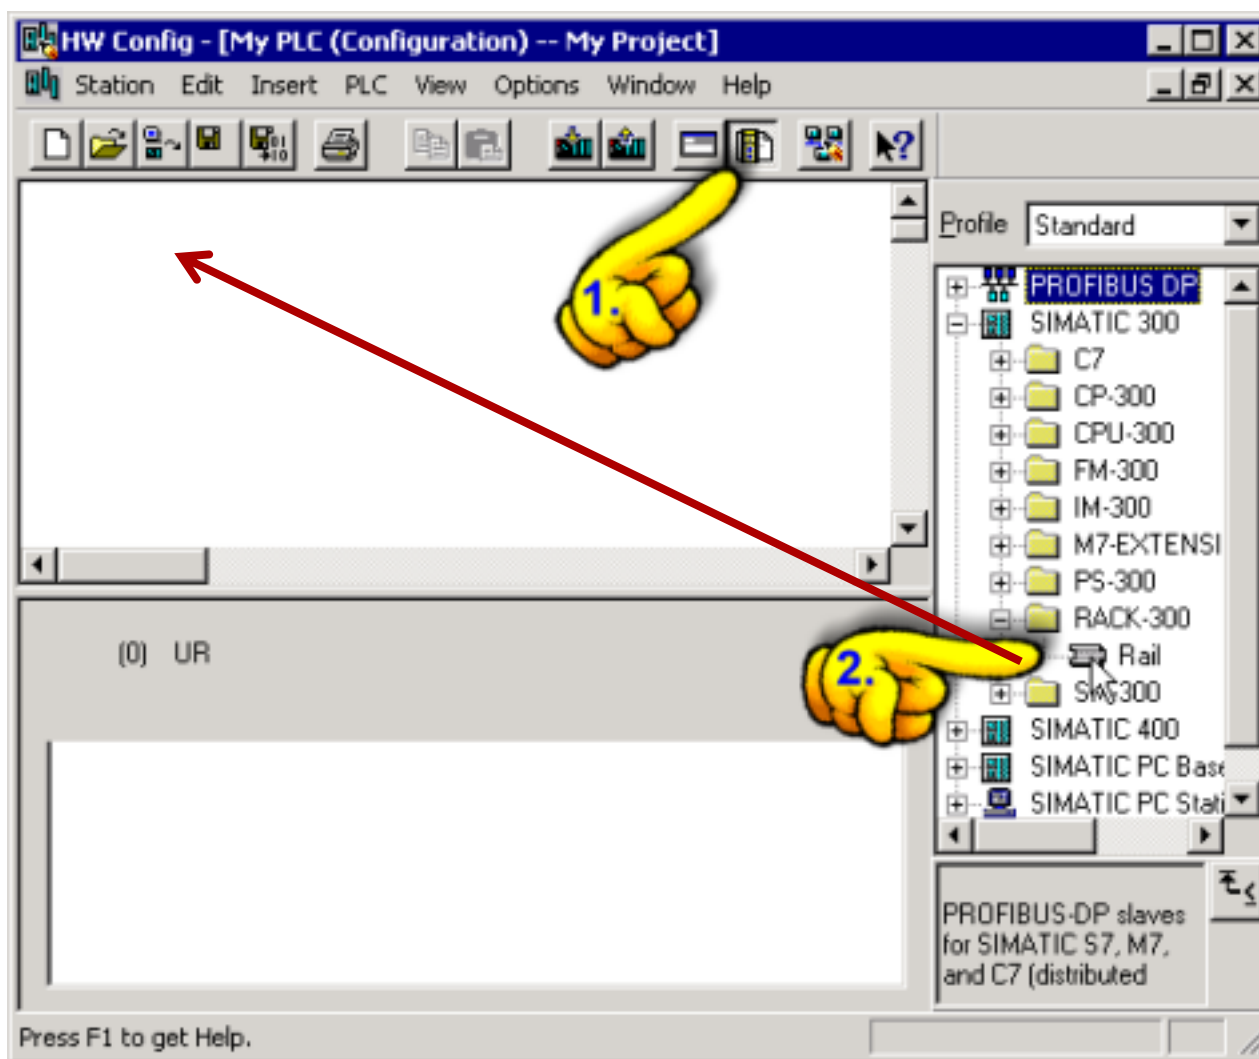 HW Config - [My PLC (Configuration) -- My Project]
Station Edit Insert PLC View Options Window Help
1.
Profile Standard
PROFIBUS DP
SIMATIC 300
C7
CP-300
CPU-300
FM-300
IM-300
M7-EXTENSI
PS-300
RACK-300
(0) UR
2.
Rail
SM-300
SIMATIC 400
SIMATIC PC Base
SIMATIC PC Stati
PROFIBUS-DP slaves
for SIMATIC S7, M7,
and C7 (distributed
Press F1 to get Help.